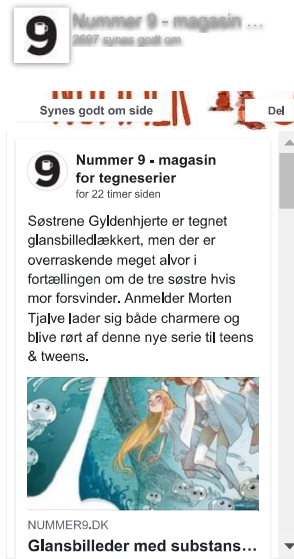 9
Nummer 9 - magasin ...
2697 synes godt om
Synes godt om side
Del
9
Nummer 9 - magasin
for tegneserier
for 22 timer siden
Søstrene Gyldenhjerte er tegnet
glansbilledlækkert, men der er
overraskende meget alvor i
fortællingen om de tre søstre hvis
mor forsvinder. Anmelder Morten
Tjalve lader sig både charmere og
blive rørt af denne nye serie til teens
& tweens.
NUMMER9.DK
Glansbilleder med substans...